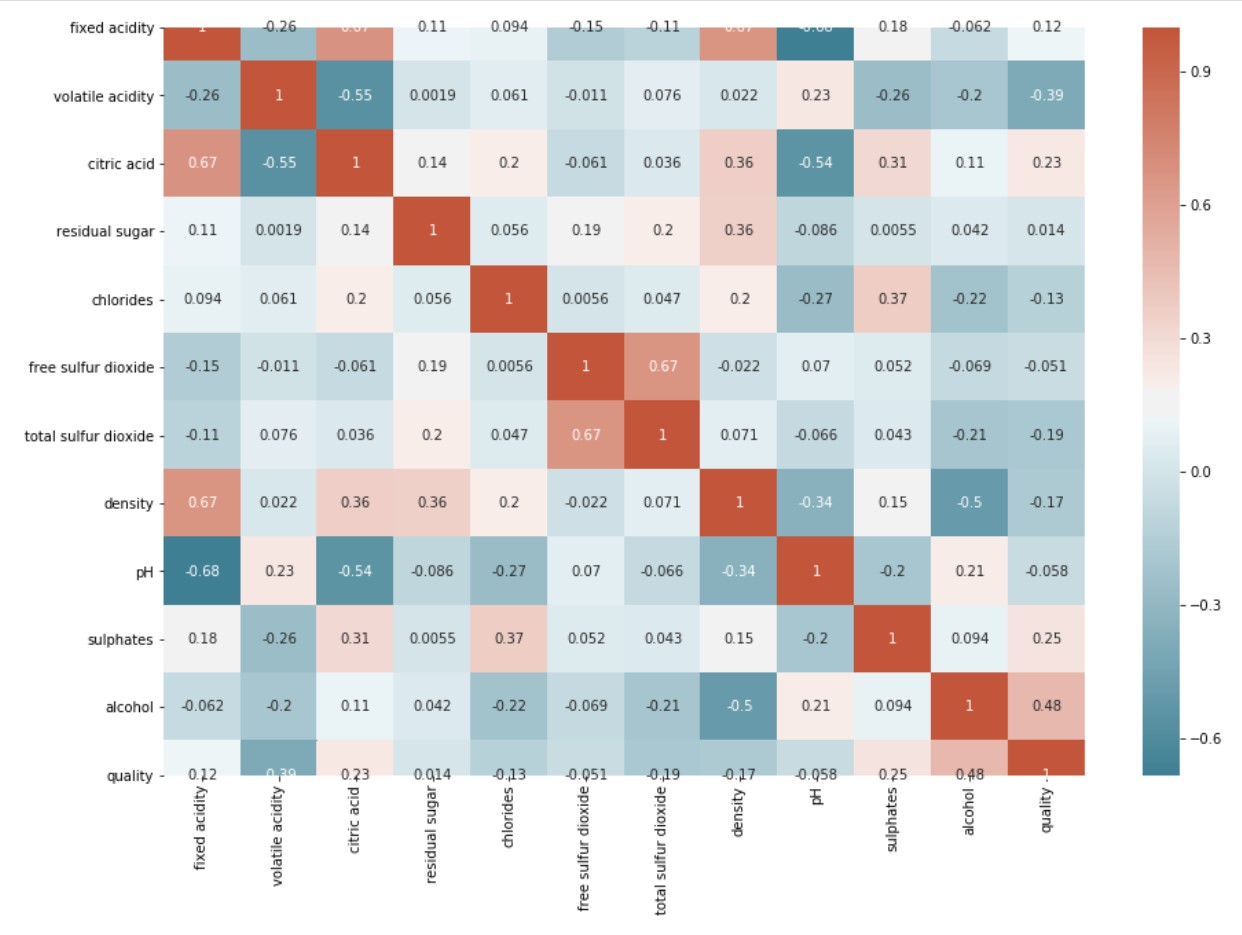 fixed acidity 1 -0.26 0.67 0.11 0.094 -0.15 -0.11 0.67 -0.68 0.18 -0.062 0.12
volatile acidity -0.26 1 -0.55 0.0019 0.061 -0.011 0.076 0.022 0.23 -0.26 -0.2 -0.39
citric acid 0.67 -0.55 1 0.14 0.2 -0.061 0.036 0.36 -0.54 0.31 0.11 0.23
residual sugar 0.11 0.0019 0.14 1 0.056 0.19 0.2 0.36 -0.086 0.0055 0.042 0.014
chlorides 0.094 0.061 0.2 0.056 1 0.0056 0.047 0.2 -0.27 0.37 -0.22 -0.13
free sulfur dioxide -0.15 -0.011 -0.061 0.19 0.0056 1 0.67 -0.022 0.07 0.052 -0.069 -0.051
total sulfur dioxide -0.11 0.076 0.036 0.2 0.047 0.67 1 0.071 -0.066 0.043 -0.21 -0.19
density 0.67 0.022 0.36 0.36 0.2 -0.022 0.071 1 -0.34 0.15 -0.5 -0.17
pH -0.68 0.23 -0.54 -0.086 -0.27 0.07 -0.066 -0.34 1 -0.2 0.21 -0.058
sulphates 0.18 -0.26 0.31 0.0055 0.37 0.052 0.043 0.15 -0.2 1 0.094 0.25
alcohol -0.062 -0.2 0.11 0.042 -0.22 -0.069 -0.21 -0.5 0.21 0.094 1 0.48
quality 0.12 -0.39 0.23 0.014 -0.13 -0.051 -0.19 -0.17 -0.058 0.25 0.48 1
fixed acidity
volatile acidity
citric acid
residual sugar
chlorides
free sulfur dioxide
total sulfur dioxide
density
pH
sulphates
alcohol
quality
0.9
0.6
0.3
0.0
−0.3
−0.6